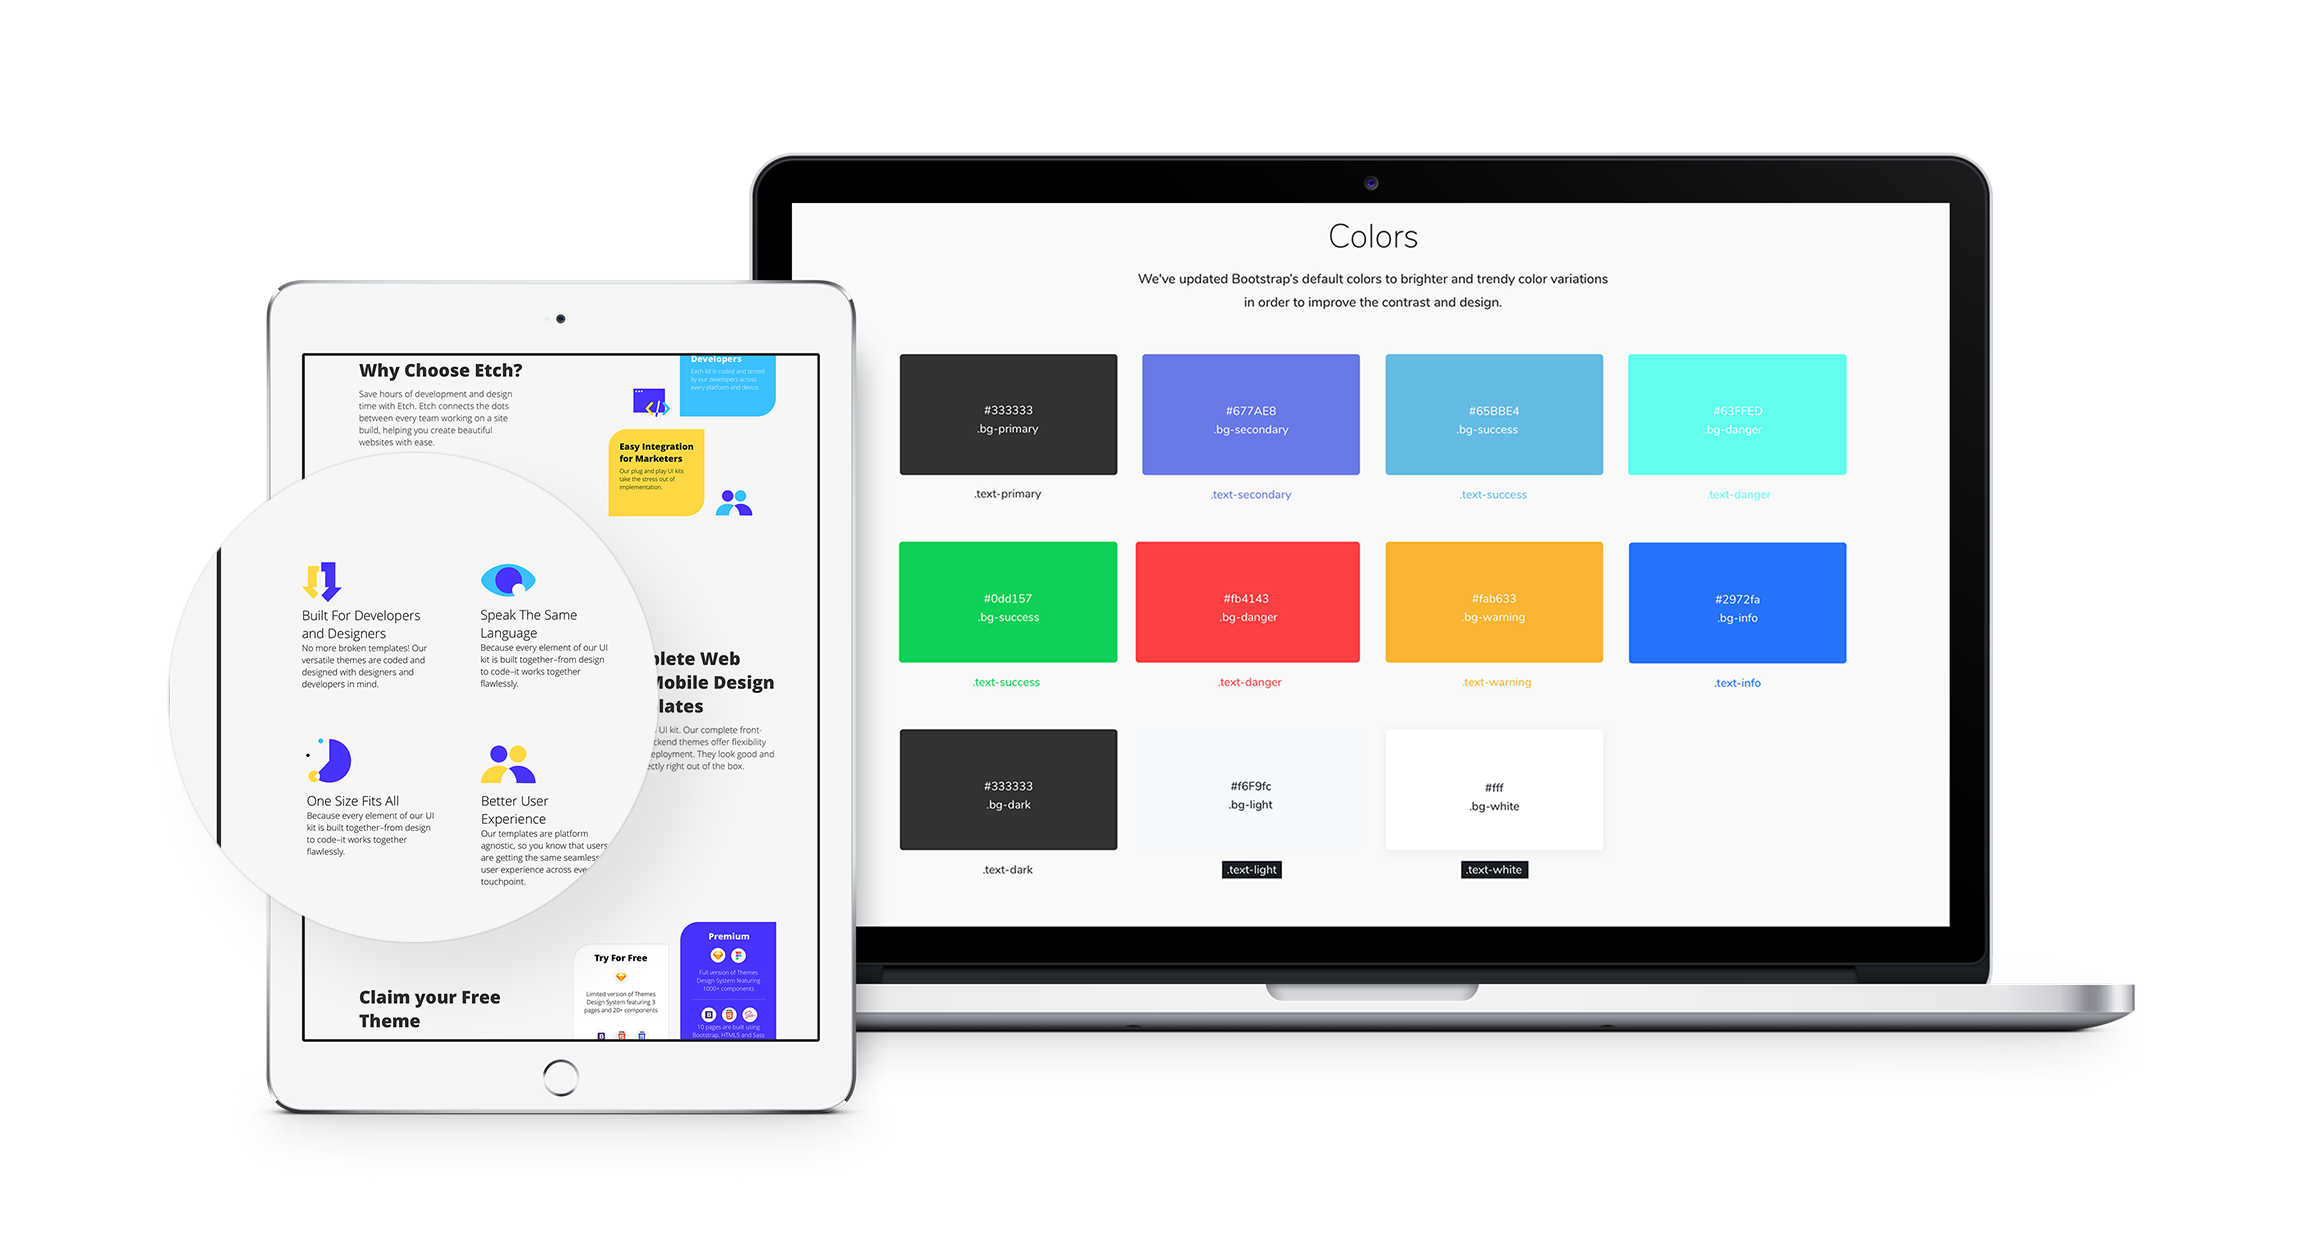 Colors
We've updated Bootstrap's default colors to brighter and trendy color variations
in order to improve the contrast and design.
#333333
.bg-primary
.text-primary
#677AE8
.bg-secondary
.text-secondary
#65BBE4
.bg-success
.text-success
#63FFED
.bg-danger
.text-danger
#0dd157
.bg-success
.text-success
#fb4143
.bg-danger
.text-danger
#fab633
.bg-warning
.text-warning
#2972fa
.bg-info
.text-info
#333333
.bg-dark
.text-dark
#f6F9fc
.bg-light
.text-light
#fff
.bg-white
.text-white
Why Choose Etch?
Save hours of development and design
time with Etch. Etch connects the dots
between every team working on a site
build, helping you create beautiful
websites with ease.
Developers
Each kit is coded and tested
by our developers across
every platform and device.
Easy Integration
for Marketers
Our plug and play UI kits
take the stress out of
implementation.
Built For Developers
and Designers
No more broken templates! Our
versatile themes are coded and
designed with designers and
developers in mind.
Speak The Same
Language
Because every element of our UI
kit is built together–from design
to code–it works together
flawlessly.
One Size Fits All
Because every element of our UI
kit is built together–from design
to code–it works together
flawlessly.
Better User
Experience
Our templates are platform
agnostic, so you know that users
are getting the same seamless
user experience across eve
touchpoint.
plete Web
Mobile Design
lates
UI kit. Our complete front-
ckend themes offer flexibility
eployment. They look good and
ectly right out of the box.
Claim your Free
Theme
Try For Free
Limited version of Themes
Design System featuring 3
pages and 20+ components
Premium
Full version of Themes
Design System featuring
1000+ components
10 pages are built using
Bootstrap, HTML5 and Sass